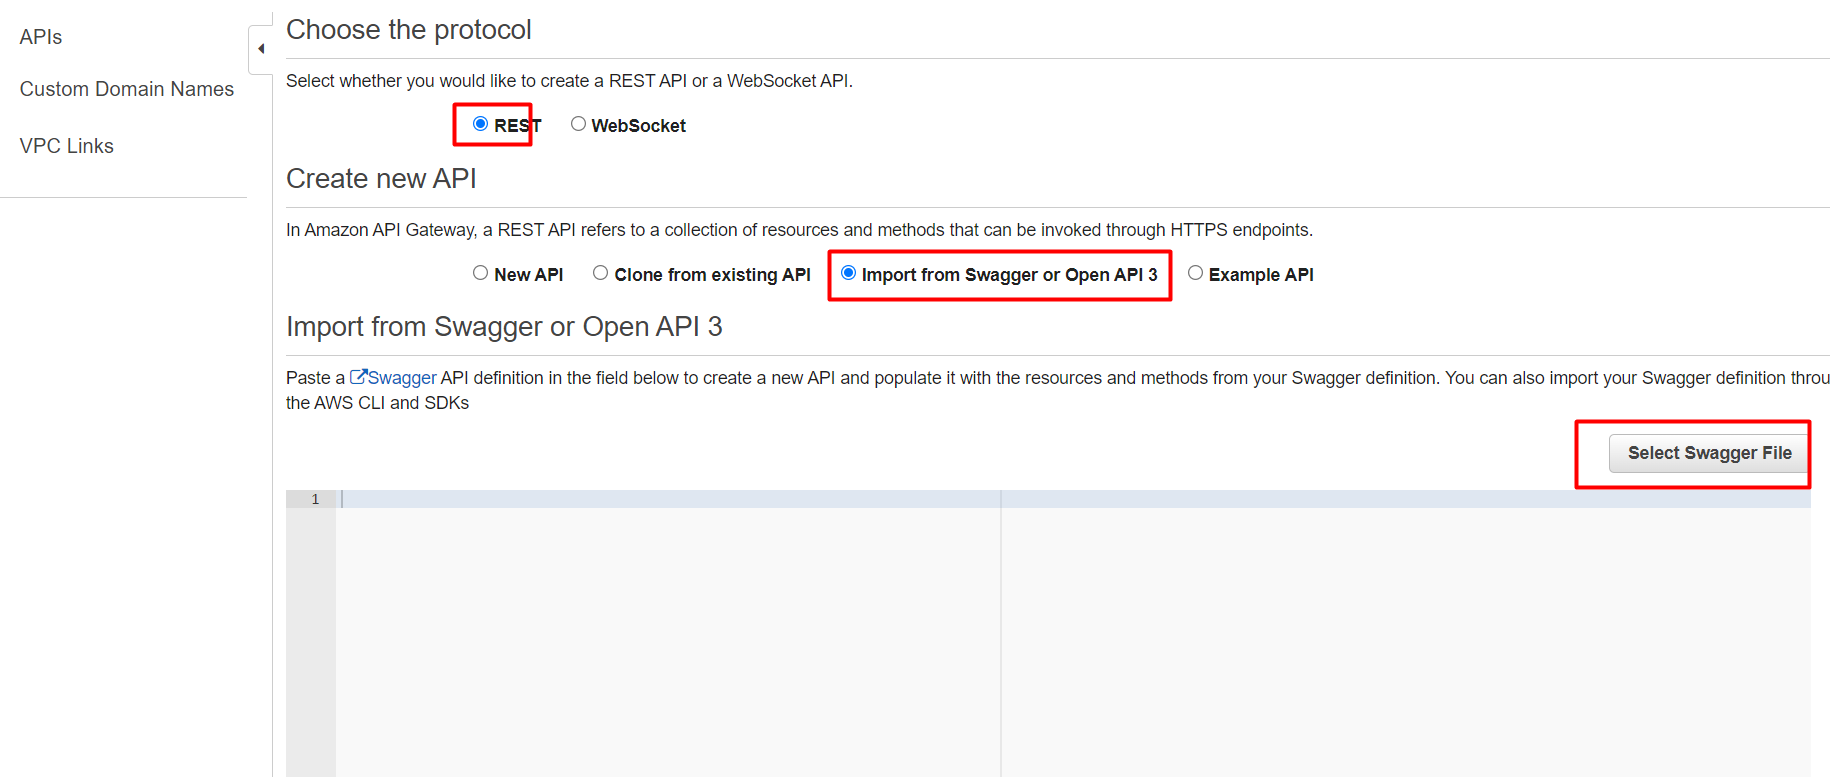 APIs
Custom Domain Names
VPC Links
Choose the protocol
Select whether you would like to create a REST API or a WebSocket API.
REST WebSocket
Create new API
In Amazon API Gateway, a REST API refers to a collection of resources and methods that can be invoked through HTTPS endpoints.
New API Clone from existing API Import from Swagger or Open API 3 Example API
Import from Swagger or Open API 3
Paste a Swagger API definition in the field below to create a new API and populate it with the resources and methods from your Swagger definition. You can also import your Swagger definition throu
the AWS CLI and SDKs
Select Swagger File
1